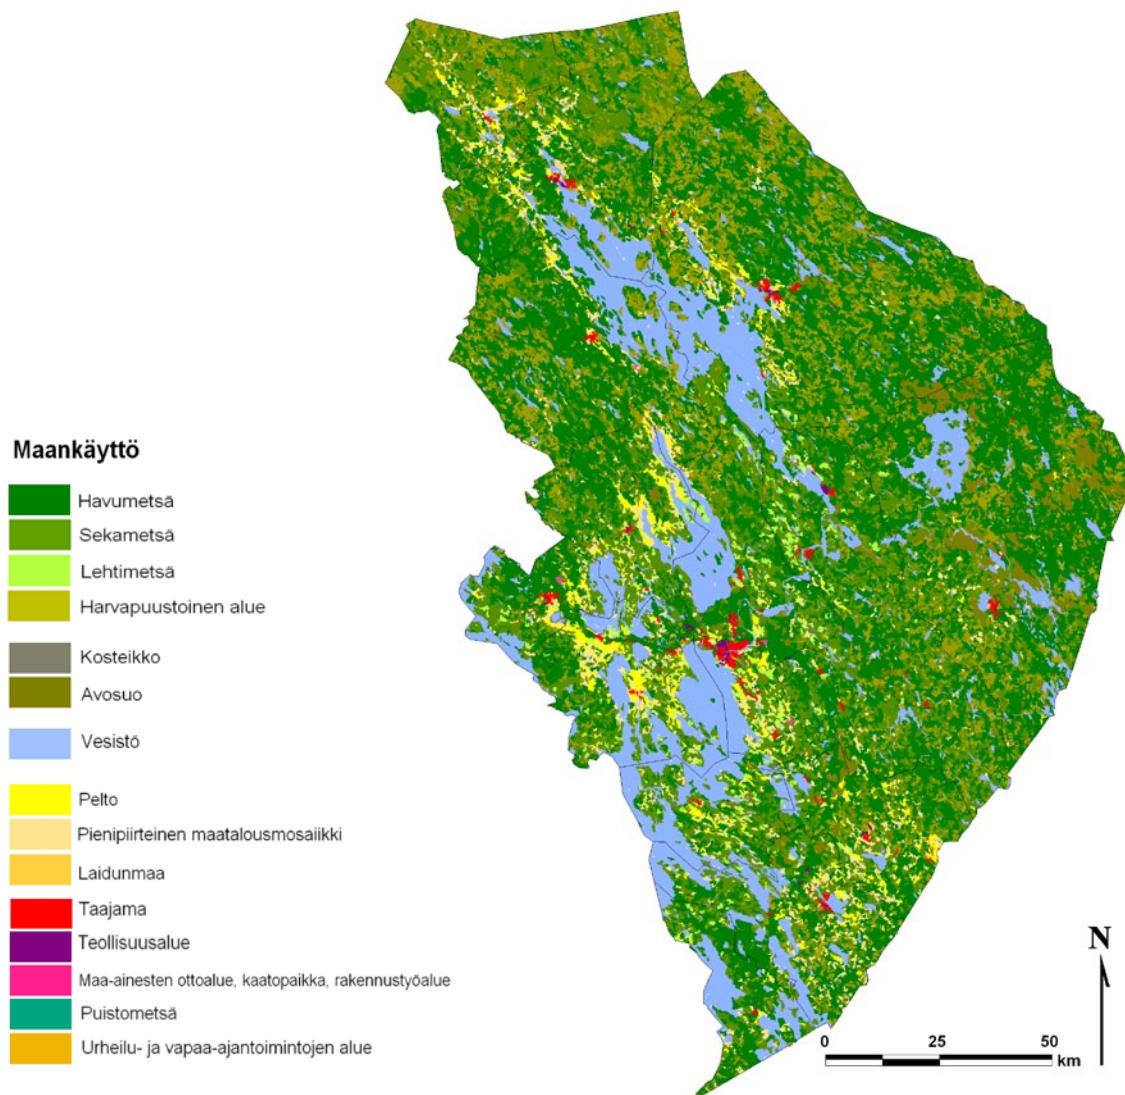 Maankäyttö
Havumetsä
Sekametsä
Lehtimetsä
Harvapuustoinen alue
Kosteikko
Avosuo
Vesistö
Pelto
Pienipiirteinen maatalousmosaiikki
Laidunmaa
Taajama
Teollisuusalue
Maa-ainesten ottoalue, kaatopaikka, rakennustyöalue
Puistometsä
Urheilu- ja vapaa-ajantoimintojen alue
N
0 25 50
km